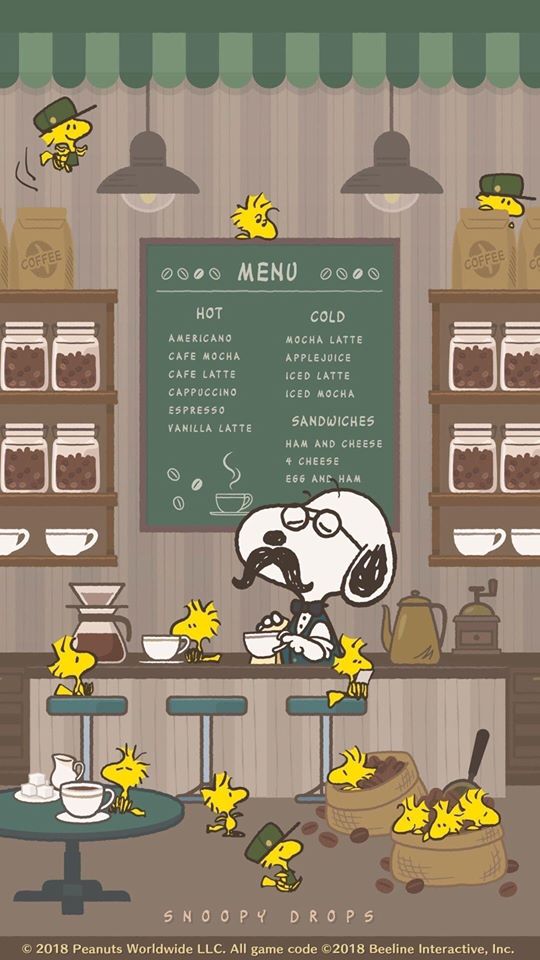 MENU
HOT
AMERICANO
CAFE MOCHA
CAFE LATTE
CAPPUCCINO
ESPRESSO
VANILLA LATTE
COLD
MOCHA LATTE
APPLEJUICE
ICED LATTE
ICED MOCHA
SANDWICHES
HAM AND CHEESE
4 CHEESE
EGG AND HAM
COFFEE
COFFEE
SNOOPY DROPS
© 2018 Peanuts Worldwide LLC. All game code ©2018 Beeline Interactive, Inc.